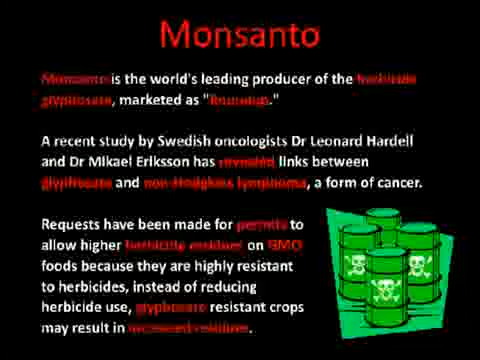 Monsanto
Monsanto is the world's leading producer of the herbicide
glyphosate, marketed as "Roundup."
A recent study by Swedish oncologists Dr Leonard Hardell
and Dr Mikael Eriksson has revealed links between
glyphosate and non-Hodgkins lymphoma, a form of cancer.
Requests have been made for permits to
allow higher herbicide residues on GMO
foods because they are highly resistant
to herbicides, instead of reducing
herbicide use, glyphosate resistant crops
may result in increased residues.